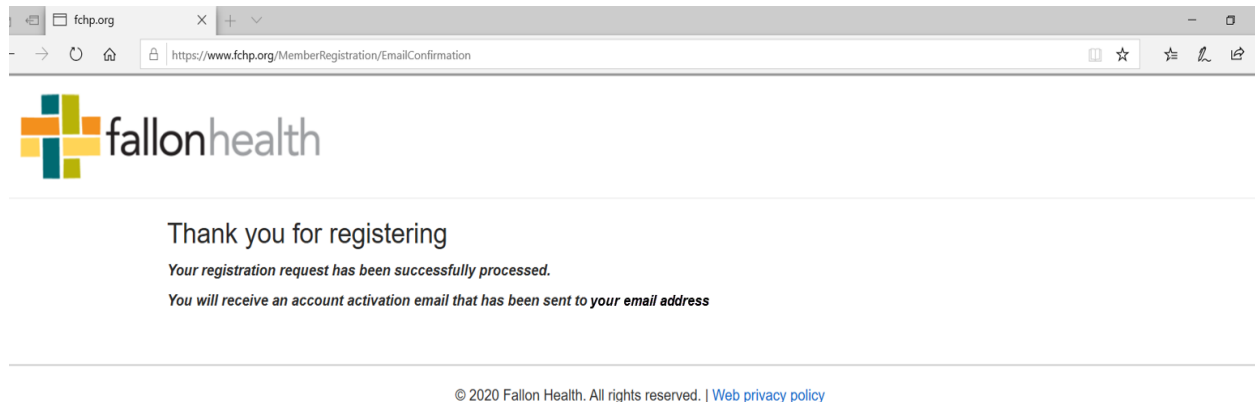 fchp.org
https://www.fchp.org/MemberRegistration/EmailConfirmation
fallonhealth
Thank you for registering
Your registration request has been successfully processed.
You will receive an account activation email that has been sent to your email address
© 2020 Fallon Health. All rights reserved. | Web privacy policy